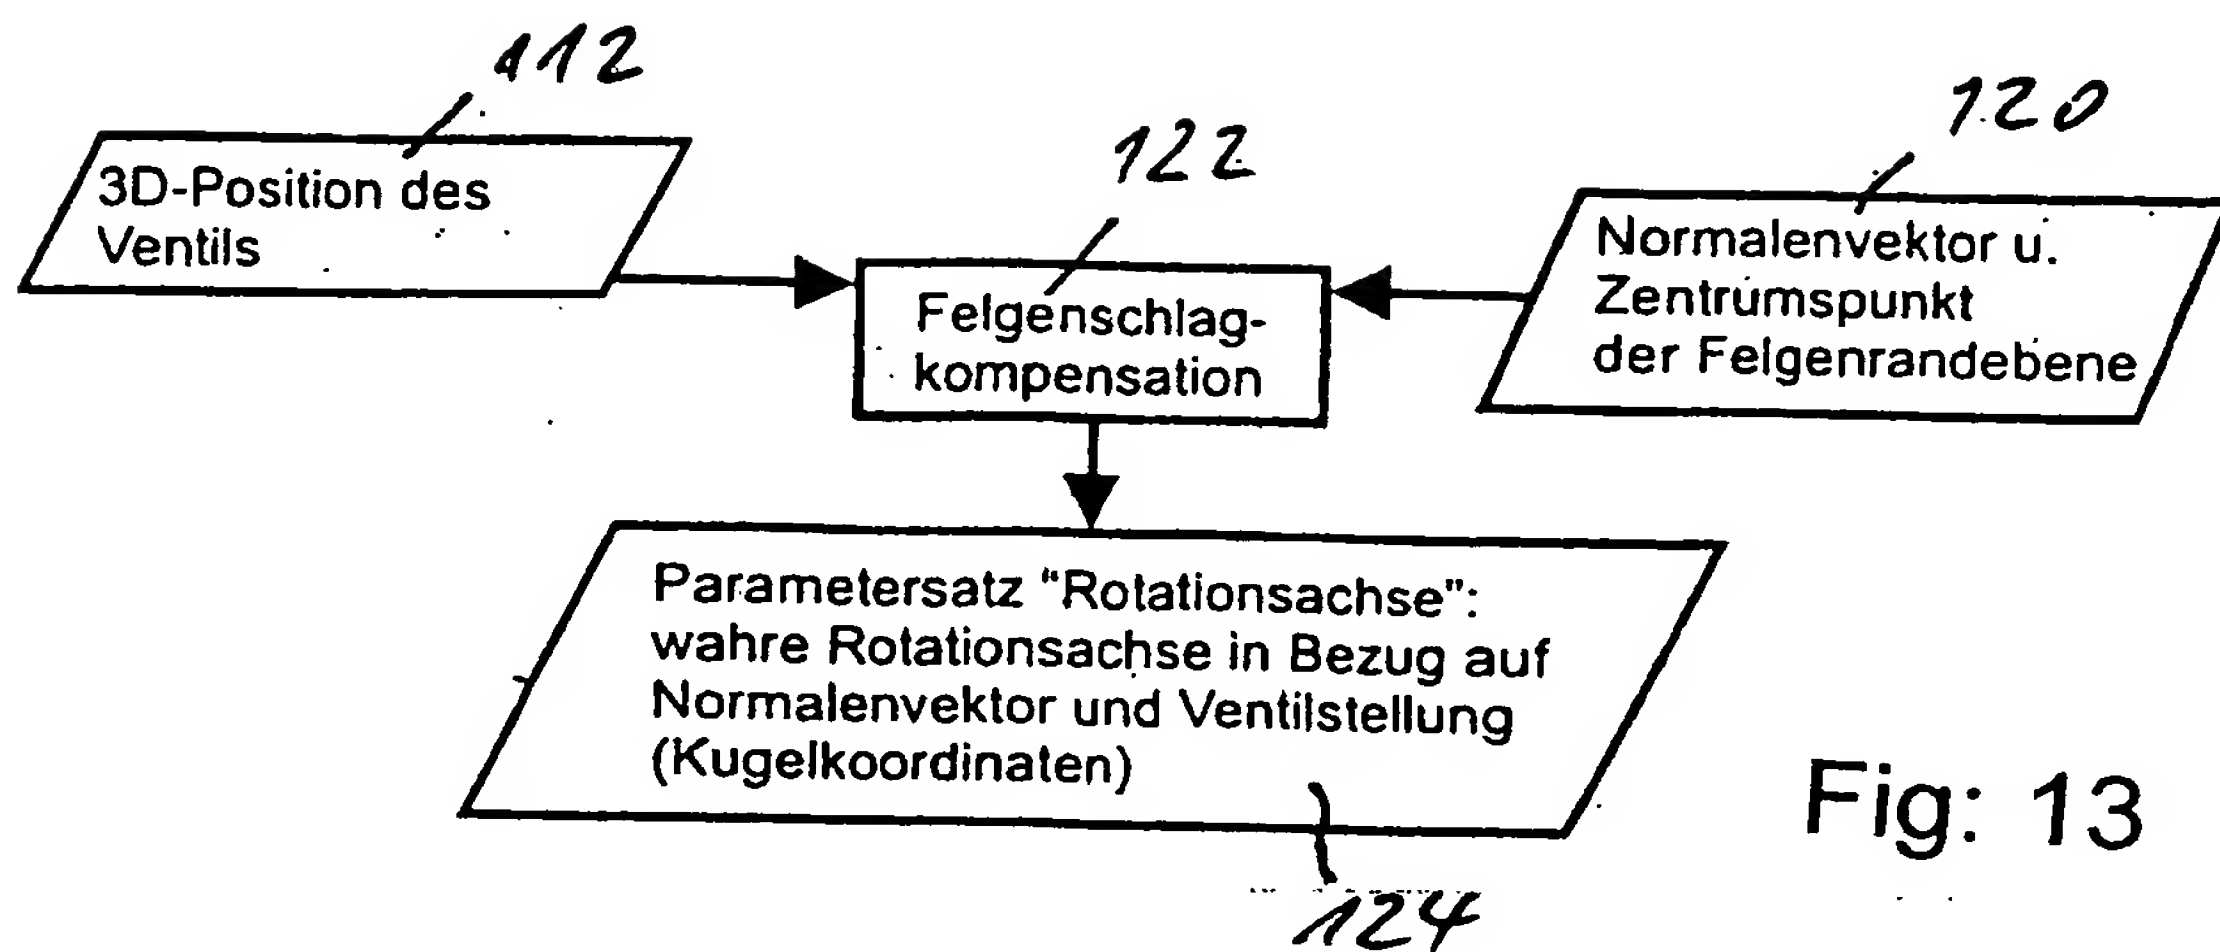 112
3D-Position des
Ventils
122
Felgenschlag-
kompensation
120
Normalenvektor u.
Zentrumspunkt
der Felgenrandebene
Parametersatz "Rotationsachse":
wahre Rotationsachse in Bezug auf
Normalenvektor und Ventilstellung
(Kugelkoordinaten)
124
Fig: 13